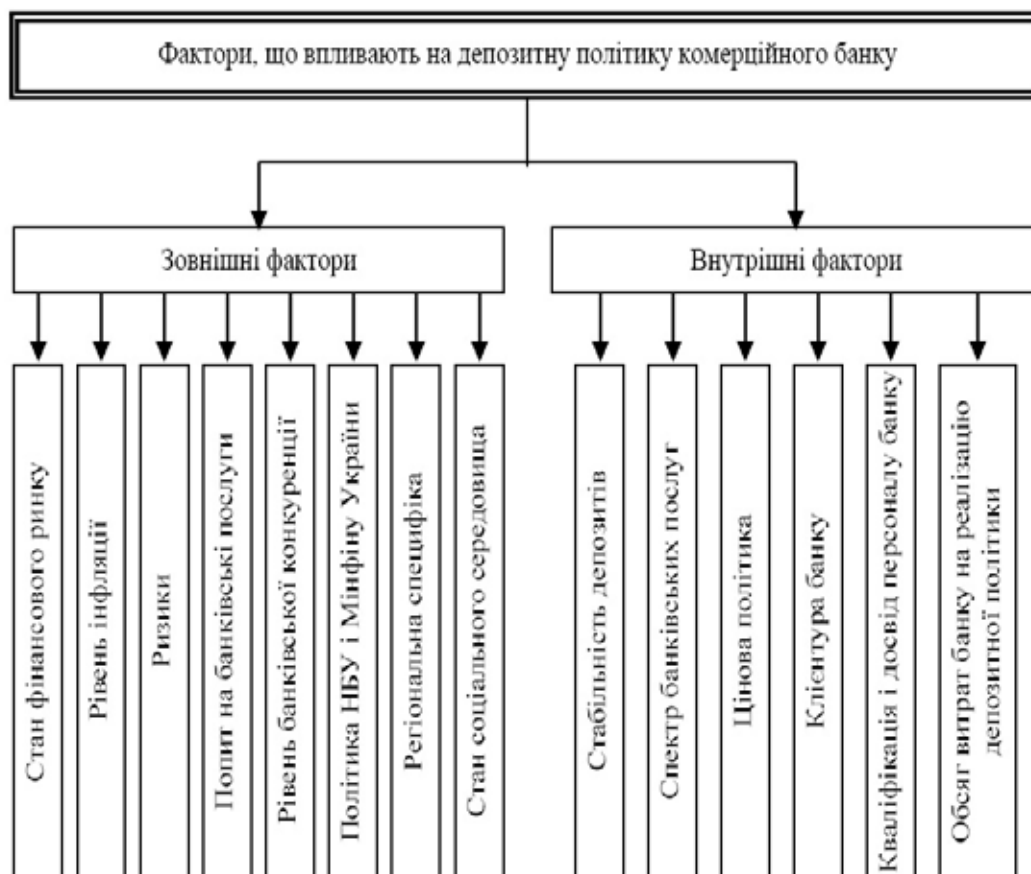 Фактори, що впливають на депозитну політику комерційного банку
Зовнішні фактори
Внутрішні фактори
Стан фінансового ринку
Рівень інфляції
Ризики
Попит на банківські послуги
Рівень банківської конкуренції
Політика НБУ і Мінфіну України
Регіональна специфіка
Стан соціального середовища
Стабільність депозитів
Спектр банківських послуг
Цінова політика
Клієнтура банку
Кваліфікація і досвід персоналу банку
Обсяг витрат банку на реалізацію
депозитної політики